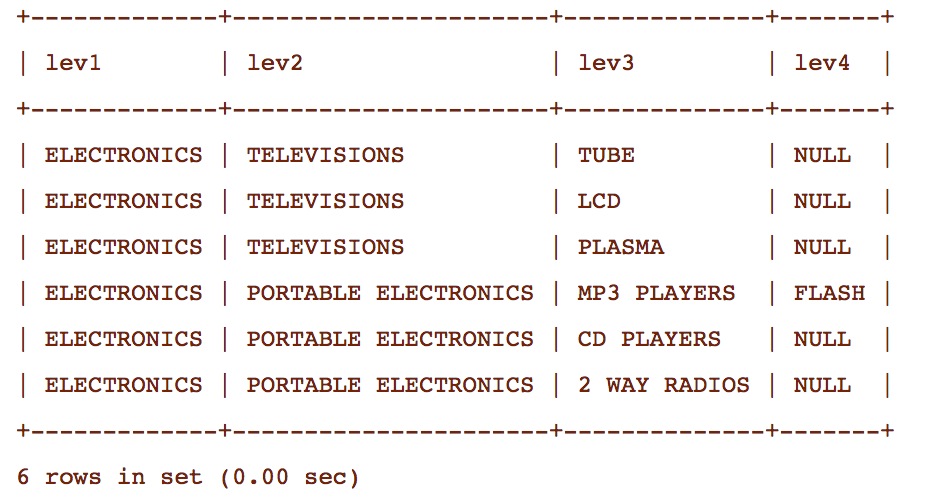 +-------------+----------------------+--------------+-------+
| lev1        | lev2                 | lev3         | lev4  |
+-------------+----------------------+--------------+-------+
| ELECTRONICS | TELEVISIONS          | TUBE         | NULL  |
| ELECTRONICS | TELEVISIONS          | LCD          | NULL  |
| ELECTRONICS | TELEVISIONS          | PLASMA       | NULL  |
| ELECTRONICS | PORTABLE ELECTRONICS | MP3 PLAYERS  | FLASH |
| ELECTRONICS | PORTABLE ELECTRONICS | CD PLAYERS   | NULL  |
| ELECTRONICS | PORTABLE ELECTRONICS | 2 WAY RADIOS | NULL  |
+-------------+----------------------+--------------+-------+
6 rows in set (0.00 sec)